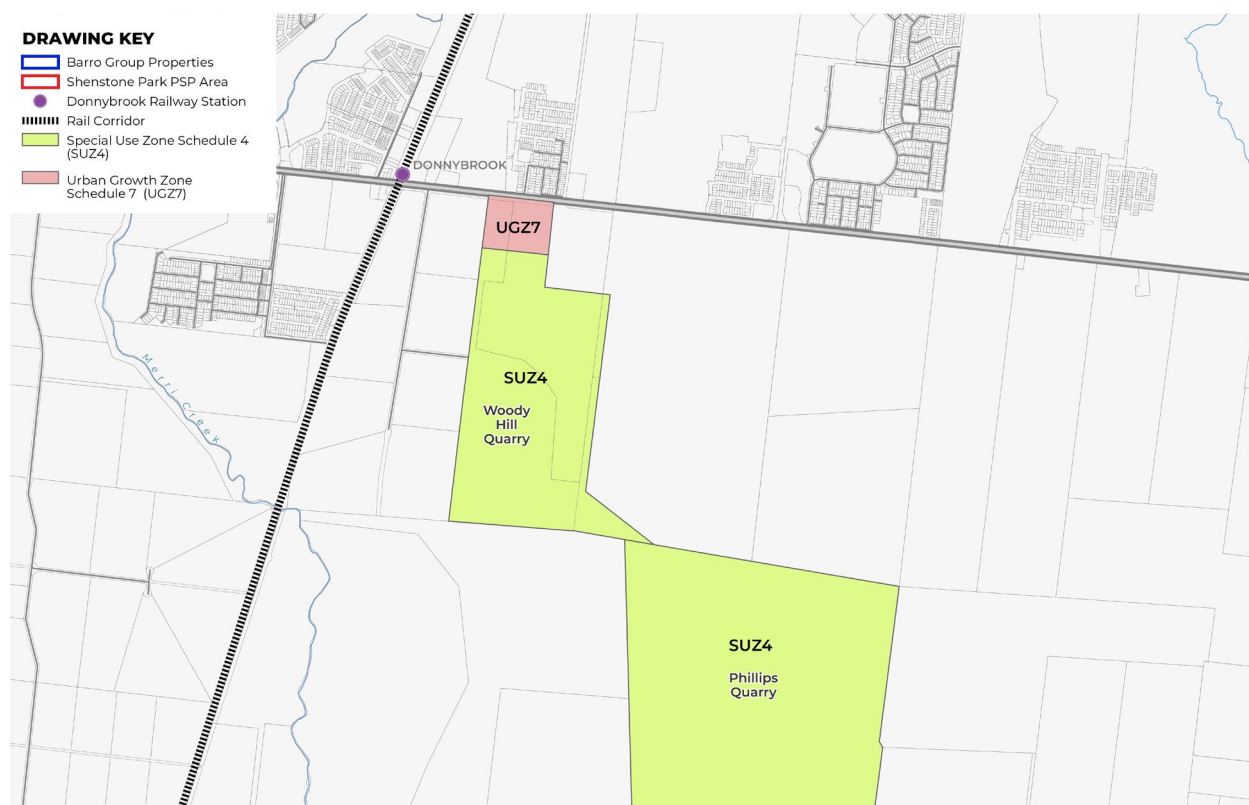 DRAWING KEY
Barro Group Properties
Shenstone Park PSP Area
Donnybrook Railway Station
Rail Corridor
Special Use Zone Schedule 4
(SUZ4)
Urban Growth Zone
Schedule 7 (UGZ7)
DONNYBROOK
UGZ7
SUZ4
Woody
Hill
Quarry
Merri Creek
SUZ4
Phillips
Quarry